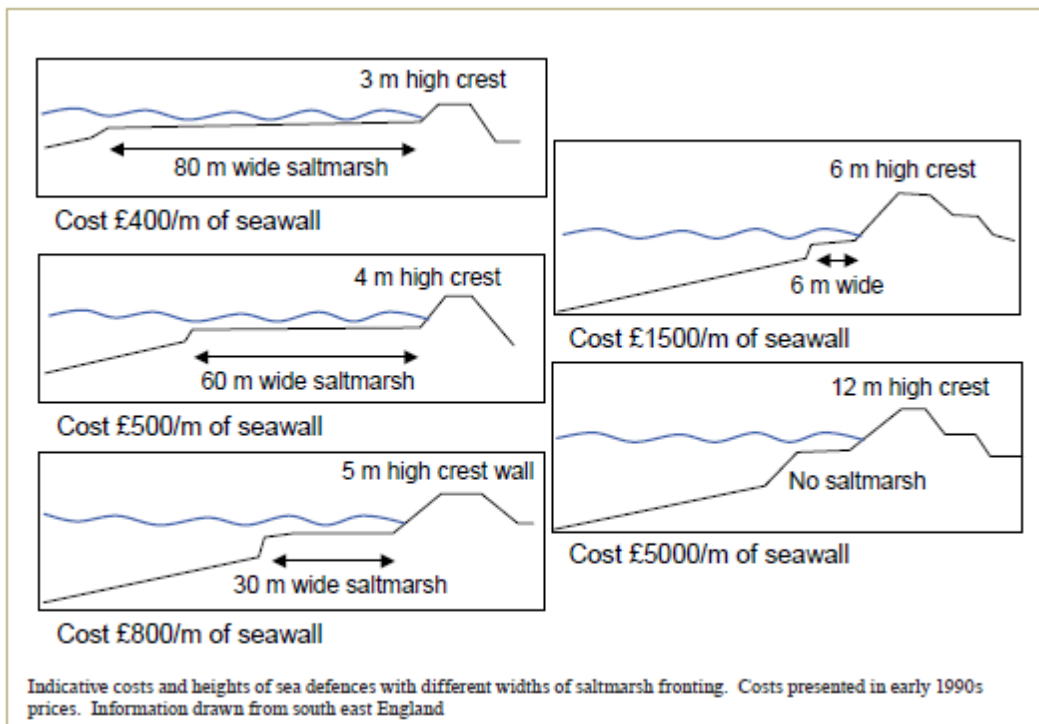 3 m high crest
80 m wide saltmarsh
Cost £400/m of seawall
4 m high crest
60 m wide saltmarsh
Cost £500/m of seawall
5 m high crest wall
30 m wide saltmarsh
Cost £800/m of seawall
6 m high crest
6 m wide
Cost £1500/m of seawall
12 m high crest
No saltmarsh
Cost £5000/m of seawall
Indicative costs and heights of sea defences with different widths of saltmarsh fronting.  Costs presented in early 1990s
prices.  Information drawn from south east England